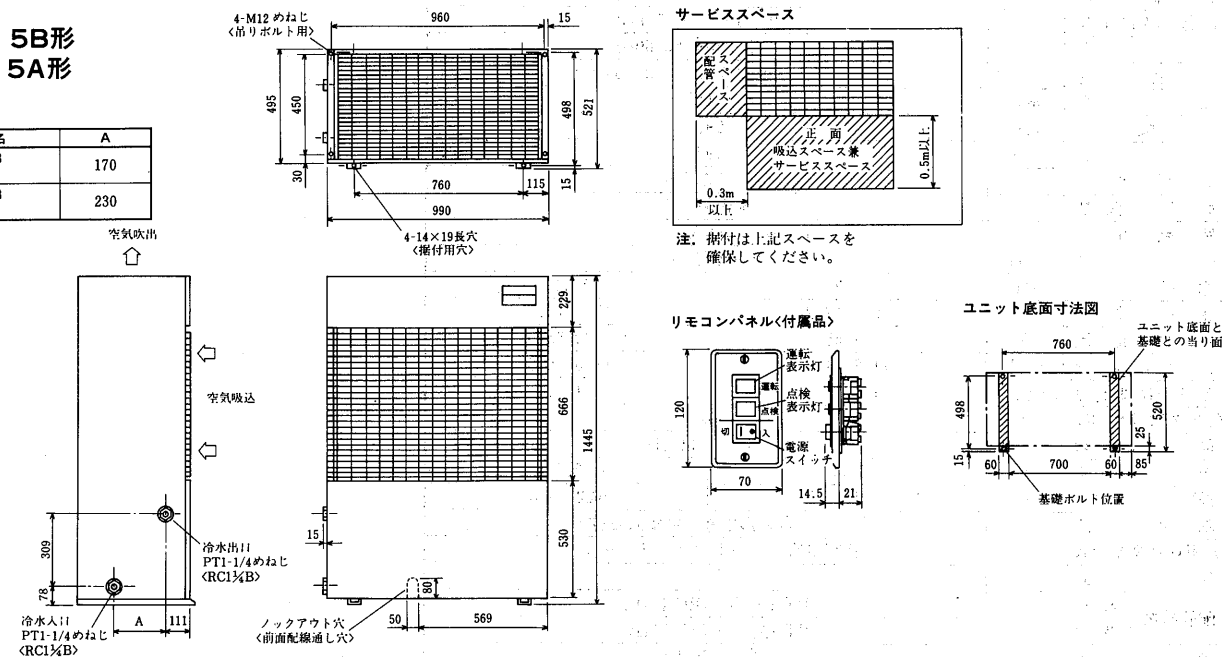 5B形
5A形
名
A
170
230
4-M12 めねじ
〈吊りボルト用〉
960
15
495
450
30
498
521
15
760
115
990
4-14×19長穴
〈据付用穴〉
サービススペース
配管スペース
正面
吸込スペース兼
サービススペース
0.5m以上
0.3m
以上
注. 据付は上記スペースを
確保してください。
空気吹出
空気吸込
309
78
A
111
冷水出口
PT1-1/4めねじ
〈RC1¼B〉
冷水入口
PT1-1/4めねじ
〈RC1¼B〉
229
666
1445
530
15
80
50
569
ノックアウト穴
〈前面配線通し穴〉
リモコンパネル〈付属品〉
120
70
運転
表示灯
運転
点検
表示灯
点検
切
入
電源
スイッチ
14.5
21
ユニット底面寸法図
ユニット底面と
基礎との当り面
760
498
15
520
25
60
700
60
85
基礎ボルト位置